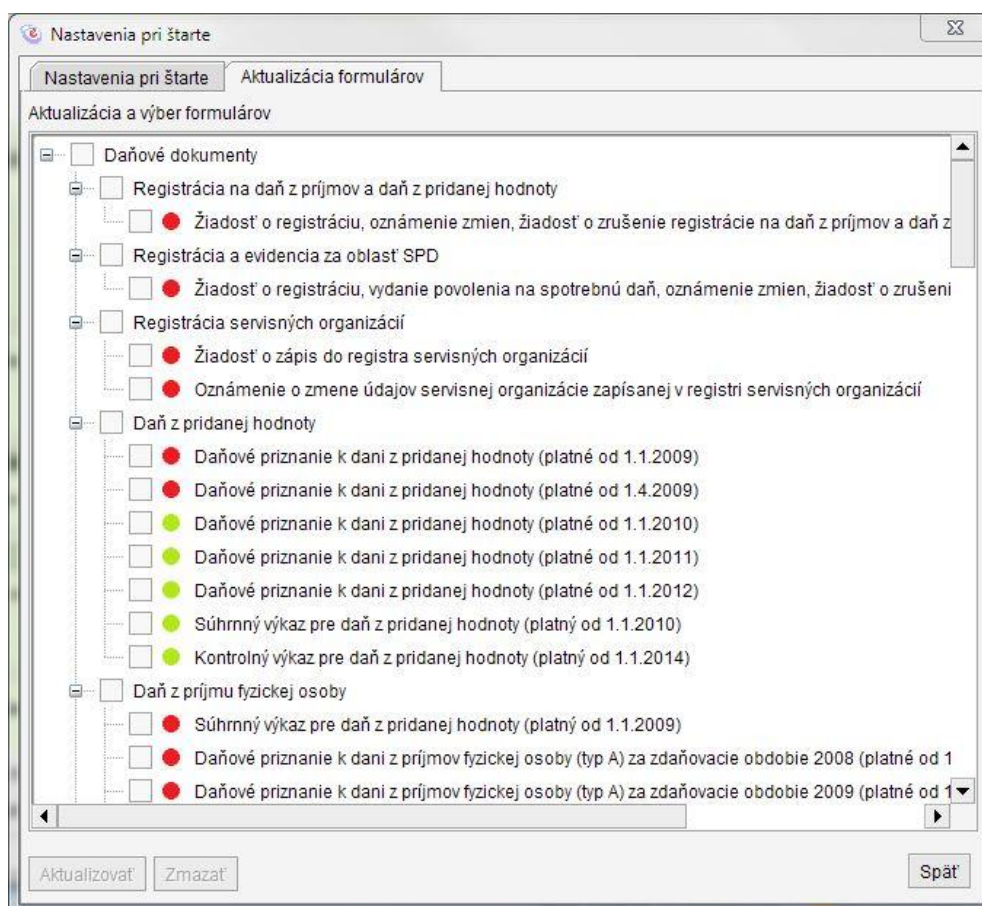 Nastavenia pri štarte
Nastavenia pri štarte Aktualizácia formulárov
Aktualizácia a výber formulárov
Daňové dokumenty
Registrácia na daň z príjmov a daň z pridanej hodnoty
Žiadosť o registráciu, oznámenie zmien, žiadosť o zrušenie registrácie na daň z príjmov a daň z
Registrácia a evidencia za oblasť SPD
Žiadosť o registráciu, vydanie povolenia na spotrebnú daň, oznámenie zmien, žiadosť o zrušeni
Registrácia servisných organizácií
Žiadosť o zápis do registra servisných organizácií
Oznámenie o zmene údajov servisnej organizácie zapísanej v registri servisných organizácií
Daň z pridanej hodnoty
Daňové priznanie k dani z pridanej hodnoty (platné od 1.1.2009)
Daňové priznanie k dani z pridanej hodnoty (platné od 1.4.2009)
Daňové priznanie k dani z pridanej hodnoty (platné od 1.1.2010)
Daňové priznanie k dani z pridanej hodnoty (platné od 1.1.2011)
Daňové priznanie k dani z pridanej hodnoty (platné od 1.1.2012)
Súhrnný výkaz pre daň z pridanej hodnoty (platný od 1.1.2010)
Kontrolný výkaz pre daň z pridanej hodnoty (platný od 1.1.2014)
Daň z príjmu fyzickej osoby
Súhrnný výkaz pre daň z pridanej hodnoty (platný od 1.1.2009)
Daňové priznanie k dani z príjmov fyzickej osoby (typ A) za zdaňovacie obdobie 2008 (platné od 1
Daňové priznanie k dani z príjmov fyzickej osoby (typ A) za zdaňovacie obdobie 2009 (platné od 1
Aktualizovať Zmazať Späť